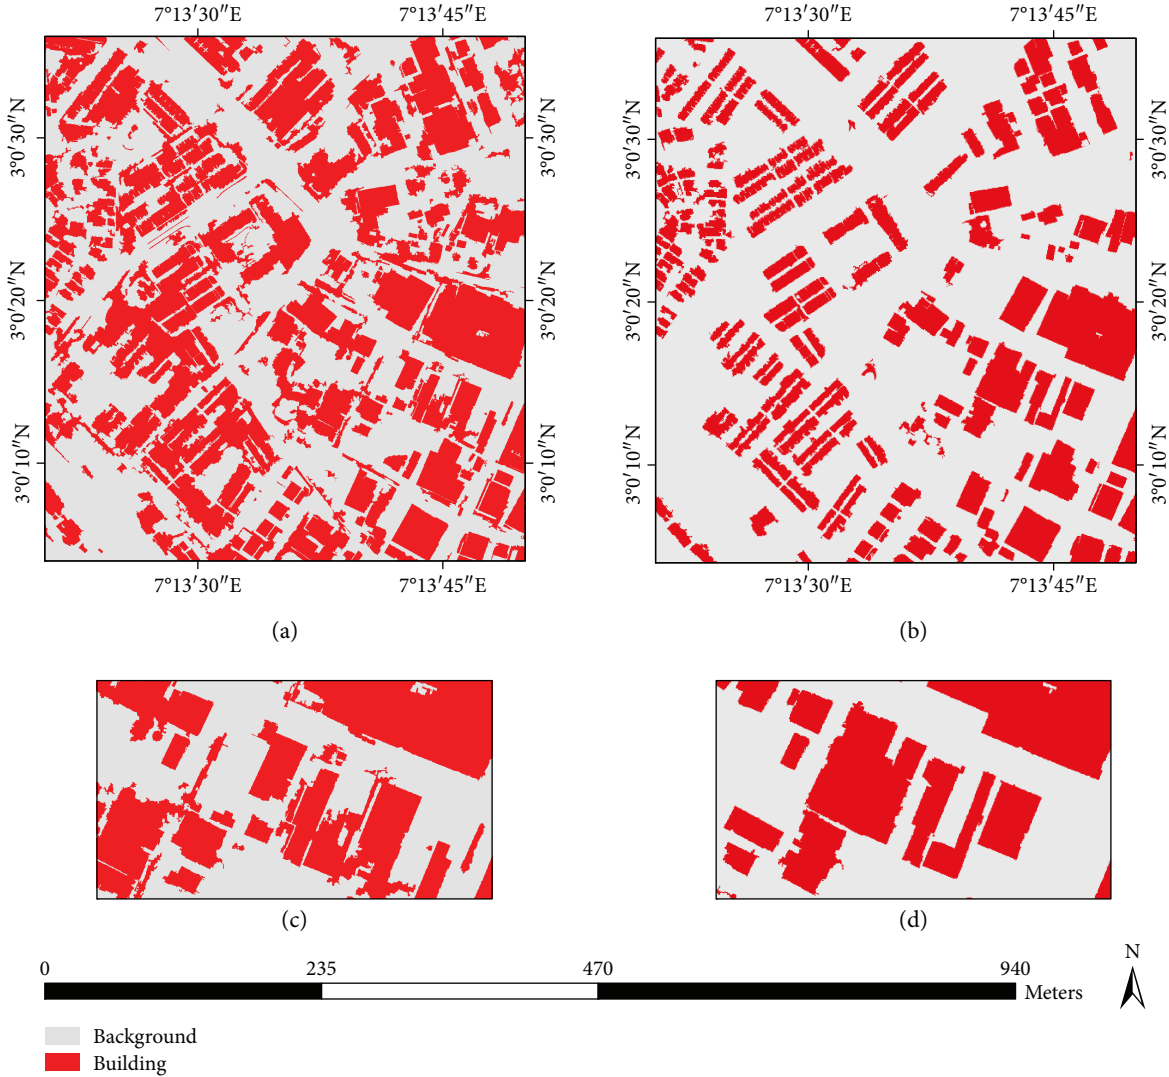 7°13′30″E 7°13′45″E 7°13′30″E 7°13′45″E
3°0′30″N 3°0′30″N 3°0′30″N 3°0′30″N
3°0′20″N 3°0′20″N 3°0′20″N 3°0′20″N
3°0′10″N 3°0′10″N 3°0′10″N 3°0′10″N
7°13′30″E 7°13′45″E 7°13′30″E 7°13′45″E
(a) (b)
(c) (d)
0 235 470 940
N
Meters
Background
Building